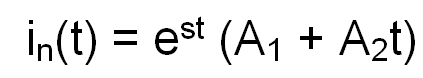 iₙ(t) = eˢᵗ (A₁ + A₂t)